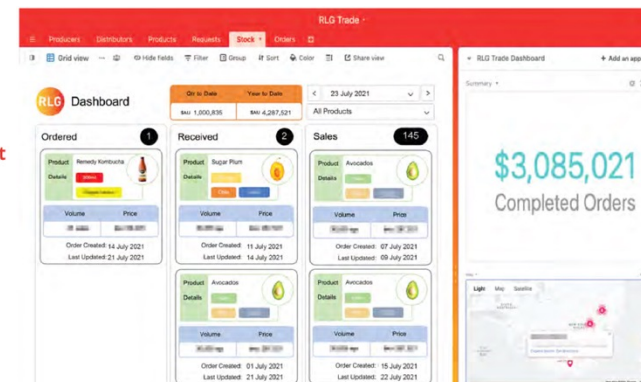 RLG Trade
Producers Distributors Products Requests Stock Orders
Grid view Hide fields Filter Group Sort Color Share view
RLG Trade Dashboard + Add an app
RLG Dashboard
On to Date Year to Date
BHU 1,000,835 BHU 4,287,521
23 July 2021
All Products
Summary
$3,085,021
Completed Orders
Ordered 1
Product Remedy Kombucha
Details
Volume Price
Order Created: 14 July 2021
Last Updated: 21 July 2021
Received 2
Product Sugar Plum
Details
Volume Price
Order Created: 11 July 2021
Last Updated: 14 July 2021
Product Avocados
Details
Volume Price
Order Created: 01 July 2021
Last Updated: 21 July 2021
Sales 145
Product Avocados
Details
Volume Price
Order Created: 07 July 2021
Last Updated: 09 July 2021
Product Avocados
Details
Volume Price
Order Created: 15 July 2021
Last Updated: 22 July 2021
Light Map Satellite